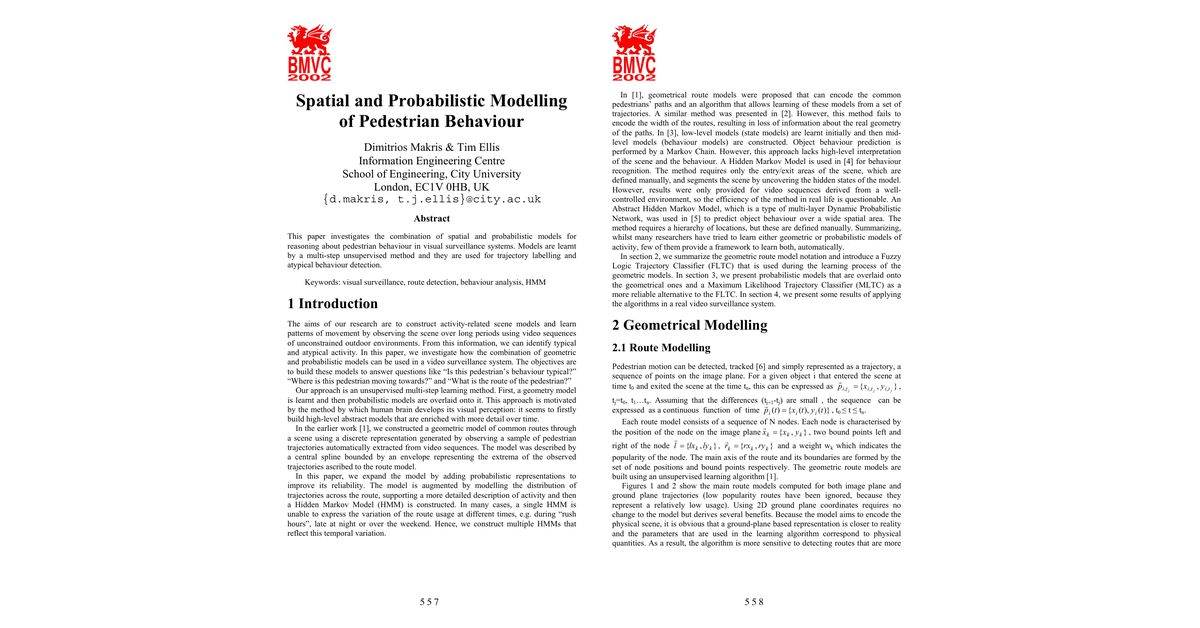 BMVC
2002
Spatial and Probabilistic Modelling
of Pedestrian Behaviour
Dimitrios Makris & Tim Ellis
Information Engineering Centre
School of Engineering, City University
London, EC1V 0HB, UK
{d.makris, t.j.ellis}@city.ac.uk
Abstract
This paper investigates the combination of spatial and probabilistic models for
reasoning about pedestrian behaviour in visual surveillance systems. Models are learnt
by a multi-step unsupervised method and they are used for trajectory labelling and
atypical behaviour detection.
Keywords: visual surveillance, route detection, behaviour analysis, HMM
1 Introduction
The aims of our research are to construct activity-related scene models and learn
patterns of movement by observing the scene over long periods using video sequences
of unconstrained outdoor environments. From this information, we can identify typical
and atypical activity. In this paper, we investigate how the combination of geometric
and probabilistic models can be used in a video surveillance system. The objectives are
to build these models to answer questions like “Is this pedestrian’s behaviour typical?”
“Where is this pedestrian moving towards?” and “What is the route of the pedestrian?”
Our approach is an unsupervised multi-step learning method. First, a geometry model
is learnt and then probabilistic models are overlaid onto it. This approach is motivated
by the method by which human brain develops its visual perception: it seems to firstly
build high-level abstract models that are enriched with more detail over time.
In the earlier work [1], we constructed a geometric model of common routes through
a scene using a discrete representation generated by observing a sample of pedestrian
trajectories automatically extracted from video sequences. The model was described by
a central spline bounded by an envelope representing the extrema of the observed
trajectories ascribed to the route model.
In this paper, we expand the model by adding probabilistic representations to
improve its reliability. The model is augmented by modelling the distribution of
trajectories across the route, supporting a more detailed description of activity and then
a Hidden Markov Model (HMM) is constructed. In many cases, a single HMM is
unable to express the variation of the route usage at different times, e.g. during “rush
hours”, late at night or over the weekend. Hence, we construct multiple HMMs that
reflect this temporal variation.
557
BMVC
2002
In [1], geometrical route models were proposed that can encode the common
pedestrians’ paths and an algorithm that allows learning of these models from a set of
trajectories. A similar method was presented in [2]. However, this method fails to
encode the width of the routes, resulting in loss of information about the real geometry
of the paths. In [3], low-level models (state models) are learnt initially and then mid-
level models (behaviour models) are constructed. Object behaviour prediction is
performed by a Markov Chain. However, this approach lacks high-level interpretation
of the scene and the behaviour. A Hidden Markov Model is used in [4] for behaviour
recognition. The method requires only the entry/exit areas of the scene, which are
defined manually, and segments the scene by uncovering the hidden states of the model.
However, results were only provided for video sequences derived from a well-
controlled environment, so the efficiency of the method in real life is questionable. An
Abstract Hidden Markov Model, which is a type of multi-layer Dynamic Probabilistic
Network, was used in [5] to predict object behaviour over a wide spatial area. The
method requires a hierarchy of locations, but these are defined manually. Summarizing,
whilst many researchers have tried to learn either geometric or probabilistic models of
activity, few of them provide a framework to learn both, automatically.
In section 2, we summarize the geometric route model notation and introduce a Fuzzy
Logic Trajectory Classifier (FLTC) that is used during the learning process of the
geometric models. In section 3, we present probabilistic models that are overlaid onto
the geometrical ones and a Maximum Likelihood Trajectory Classifier (MLTC) as a
more reliable alternative to the FLTC. In section 4, we present some results of applying
the algorithms in a real video surveillance system.
2 Geometrical Modelling
2.1 Route Modelling
Pedestrian motion can be detected, tracked [6] and simply represented as a trajectory, a
sequence of points on the image plane. For a given object i that entered the scene at
time t₀ and exited the scene at the time tₙ, this can be expressed as p⃗ᵢ,ₜⱼ = {xᵢ,ₜⱼ, yᵢ,ₜⱼ} ,
tⱼ=t₀, t₁…tₙ. Assuming that the differences (tⱼ₊₁-tⱼ) are small , the sequence can be
expressed as a continuous function of time p⃗ᵢ(t) = {xᵢ(t), yᵢ(t)} , t₀ ≤ t ≤ tₙ.
Each route model consists of a sequence of N nodes. Each node is characterised by
the position of the node on the image plane x⃗ₖ = {xₖ, yₖ} , two bound points left and
right of the node l⃗ = {lxₖ, lyₖ} , r⃗ₖ = {rxₖ, ryₖ} and a weight wₖ which indicates the
popularity of the node. The main axis of the route and its boundaries are formed by the
set of node positions and bound points respectively. The geometric route models are
built using an unsupervised learning algorithm [1].
Figures 1 and 2 show the main route models computed for both image plane and
ground plane trajectories (low popularity routes have been ignored, because they
represent a relatively low usage). Using 2D ground plane coordinates requires no
change to the model but derives several benefits. Because the model aims to encode the
physical scene, it is obvious that a ground-plane based representation is closer to reality
and the parameters that are used in the learning algorithm correspond to physical
quantities. As a result, the algorithm is more sensitive to detecting routes that are more
558